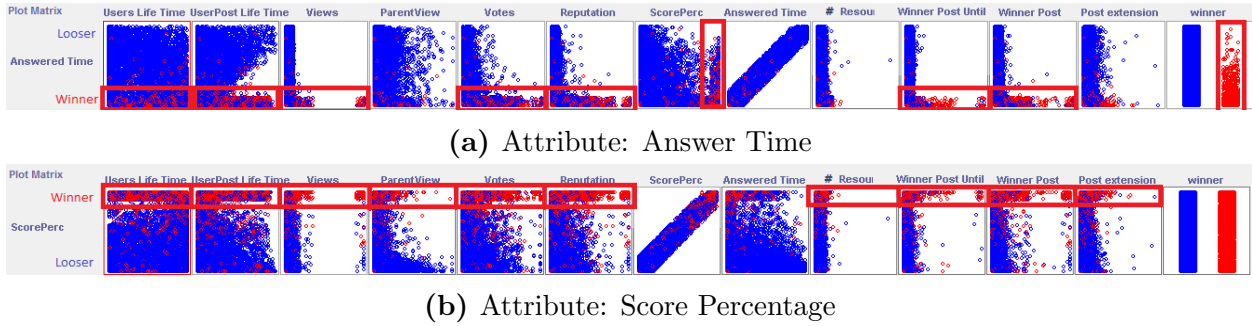 Plot Matrix Users Life Time UserPost Life Time Views ParentView Votes Reputation ScorePerc Answered Time # Resou Winner Post Until Winner Post Post extension winner
Looser
Answered Time
Winner
(a) Attribute: Answer Time
Plot Matrix Users Life Time UserPost Life Time Views ParentView Votes Reputation ScorePerc Answered Time # Resou Winner Post Until Winner Post Post extension winner
Winner
ScorePerc
Looser
(b) Attribute: Score Percentage